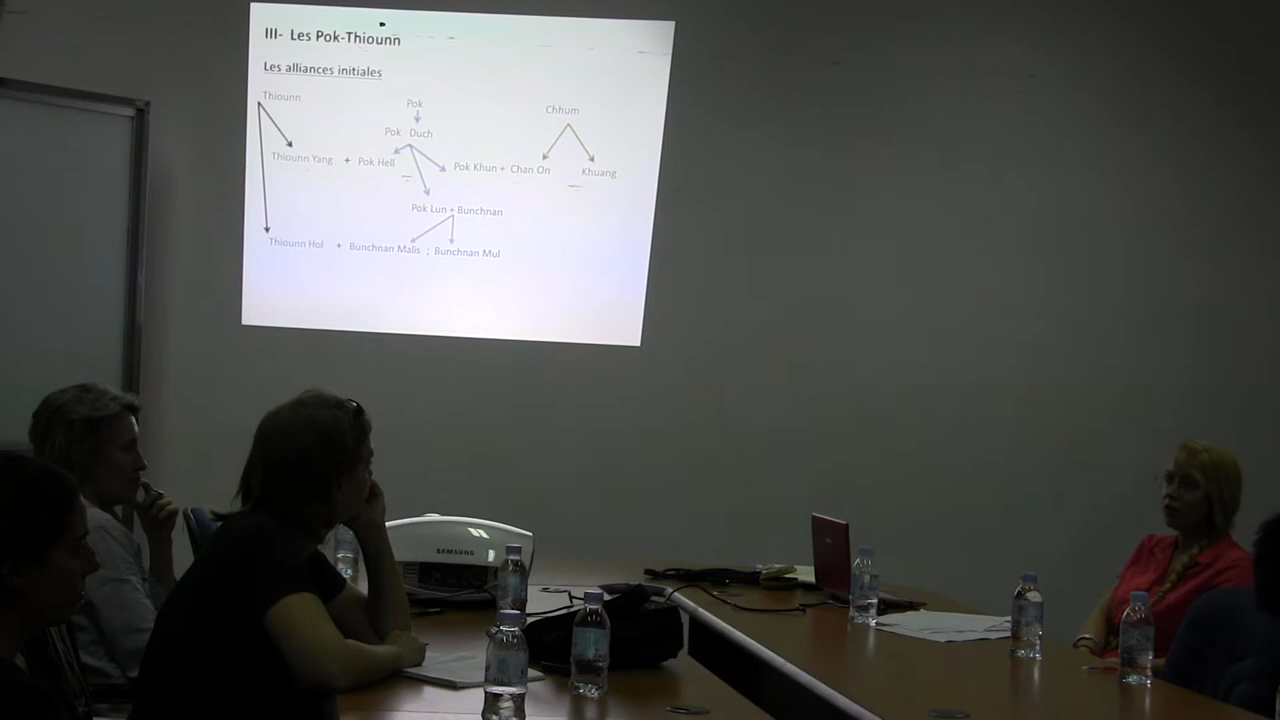 III- Les Pok-Thiounn
Les alliances initiales
Thiounn
Pok
Chhum
Pok Duch
Thiounn Yang + Pok Hell
Pok Khun + Chan On
Khuang
Pok Lun + Bunchnan
Thiounn Hol + Bunchnan Malis ; Bunchnan Mul
SAMSUNG